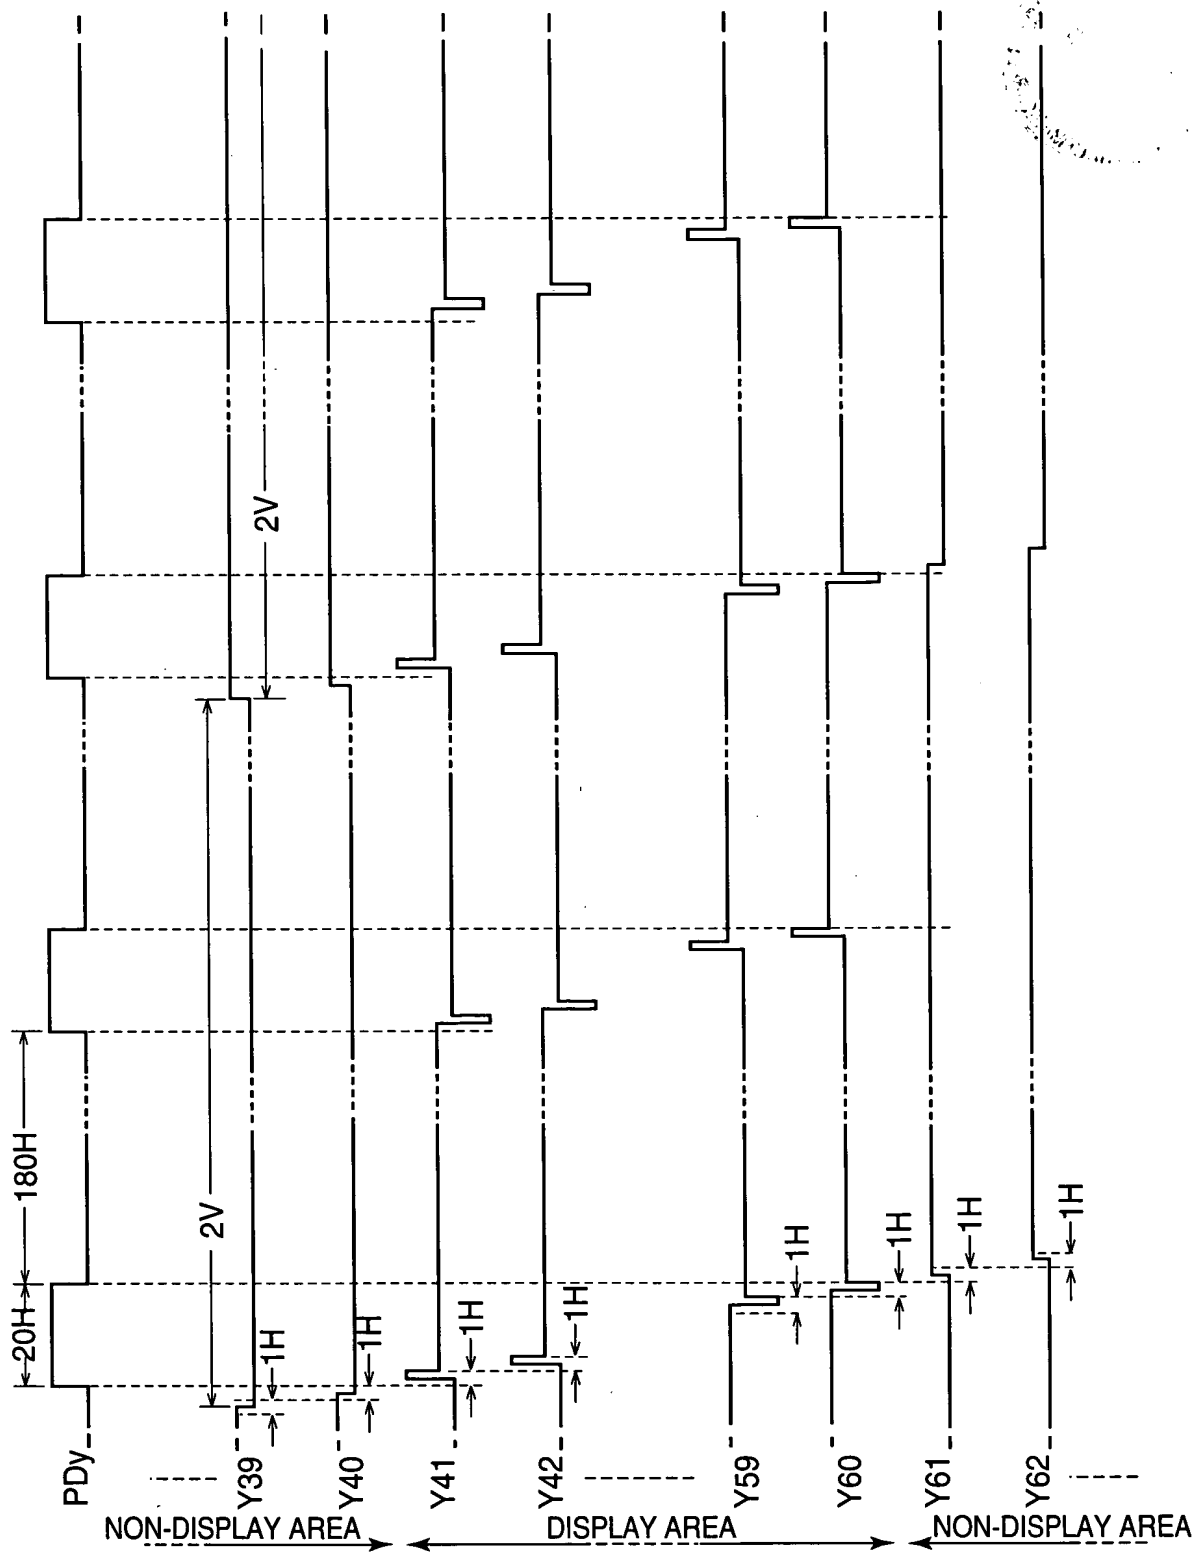 PDy
20H
180H
Y39
1H
2V
2V
Y40
1H
Y41
1H
Y42
1H
Y59
1H
Y60
1H
Y61
1H
Y62
1H
NON-DISPLAY AREA
DISPLAY AREA
NON-DISPLAY AREA